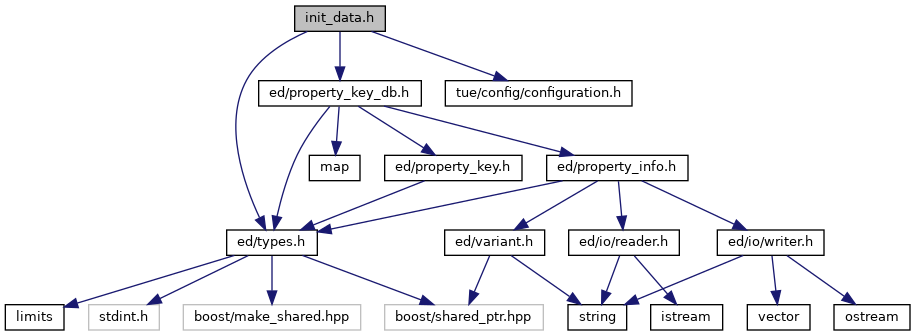 init_data.h
ed/property_key_db.h
tue/config/configuration.h
map
ed/property_key.h
ed/property_info.h
ed/types.h
ed/variant.h
ed/io/reader.h
ed/io/writer.h
limits
stdint.h
boost/make_shared.hpp
boost/shared_ptr.hpp
string
istream
vector
ostream